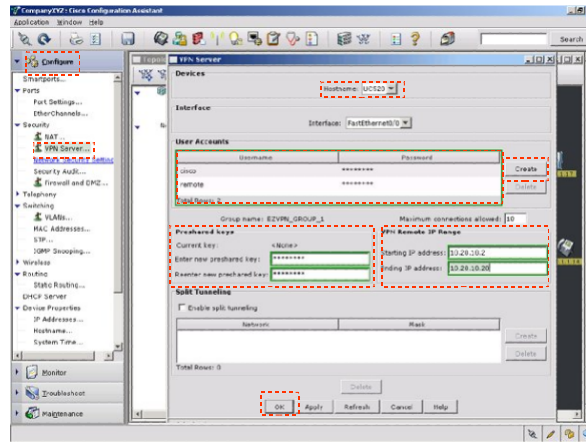 CompanyXYZ: Cisco Configuration Assistant
Application Window Help
Search
Configure
Smartports...
Ports
Port Settings...
EtherChannels...
Security
NAT...
VPN Server...
Security Audit...
Firewall and DMZ...
Telephony
Switching
VLANs...
MAC Addresses...
STP...
IGMP Snooping...
Wireless
Routing
Static Routing...
DHCP Server
Device Properties
IP Addresses...
Hostname...
System Time...
Monitor
Troubleshoot
Maintenance
VPN Server
Devices
Hostname: UC520
Interface
Interface: FastEthernet0/0
User Accounts
Username Password
cisco ********
remote ********
Total Rows: 2
Create
Delete
Group name: EZVPN_GROUP_1 Maximum connections allowed: 10
Preshared keys
Current key: <None>
Enter new preshared key: ********
Reenter new preshared key: ********
VPN Remote IP Range
Starting IP address: 10.20.10.2
Ending IP address: 10.20.10.20
Split Tunneling
Enable split tunneling
Network Mask
Create
Delete
Total Rows: 0
Delete
OK Apply Refresh Cancel Help